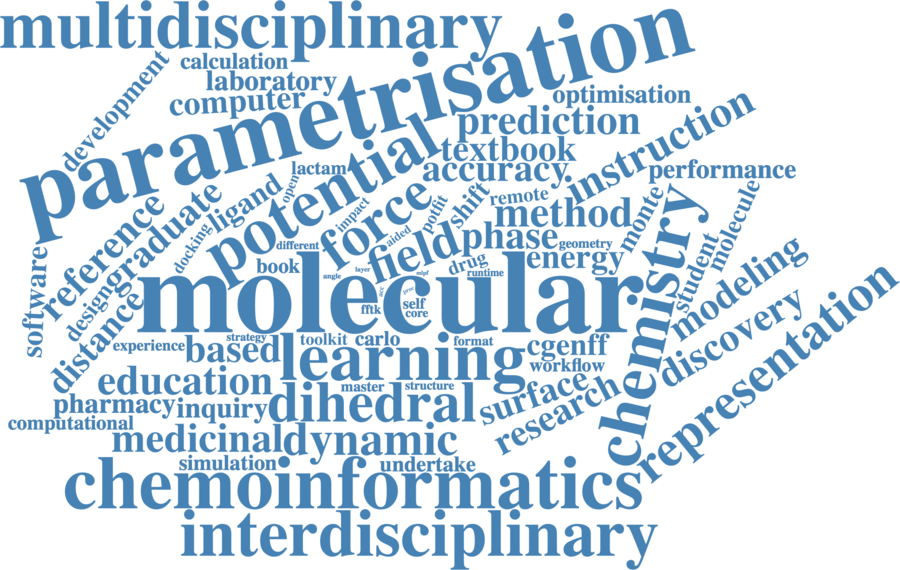 multidisciplinary
parametrisation
calculation
laboratory
computer
development
optimisation
prediction
textbook
accuracy
instruction
performance
potential
lactam
open
ligand
docking
graduate
reference
software
design
distance
force
impact
aided
potfit
shift
remote
method
monte
field
phase
geometry
energy
drug
runtime
different
book
angle
layer
molecular
acc
mlpf
proc
fftk
self
core
chemistry
student
molecule
modeling
discovery
representation
experience
based
strategy
toolkit
carlo
format
cgenff
workflow
learning
education
master
structure
surface
research
pharmacy
inquiry
dihedral
computational
medicinal
dynamic
simulation
undertake
chemoinformatics
interdisciplinary